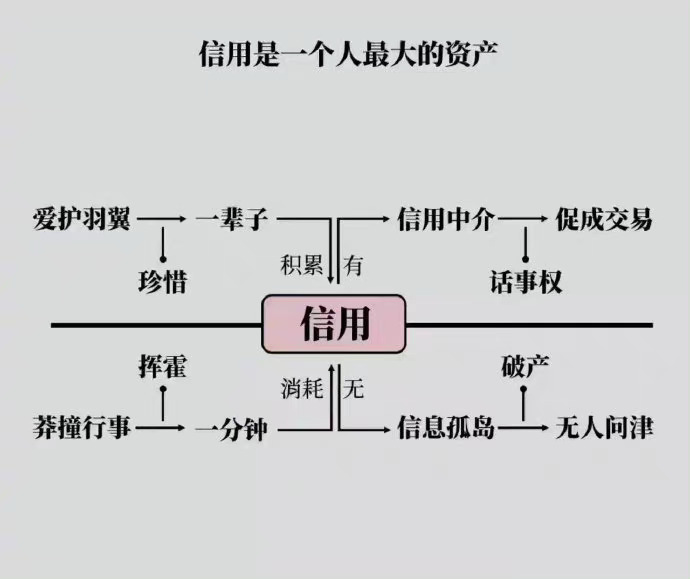 信用是一个人最大的资产
爱护羽翼 一辈子 信用中介 促成交易
积累 有
珍惜 话事权
信用
挥霍 破产
消耗 无
莽撞行事 一分钟 信息孤岛 无人问津